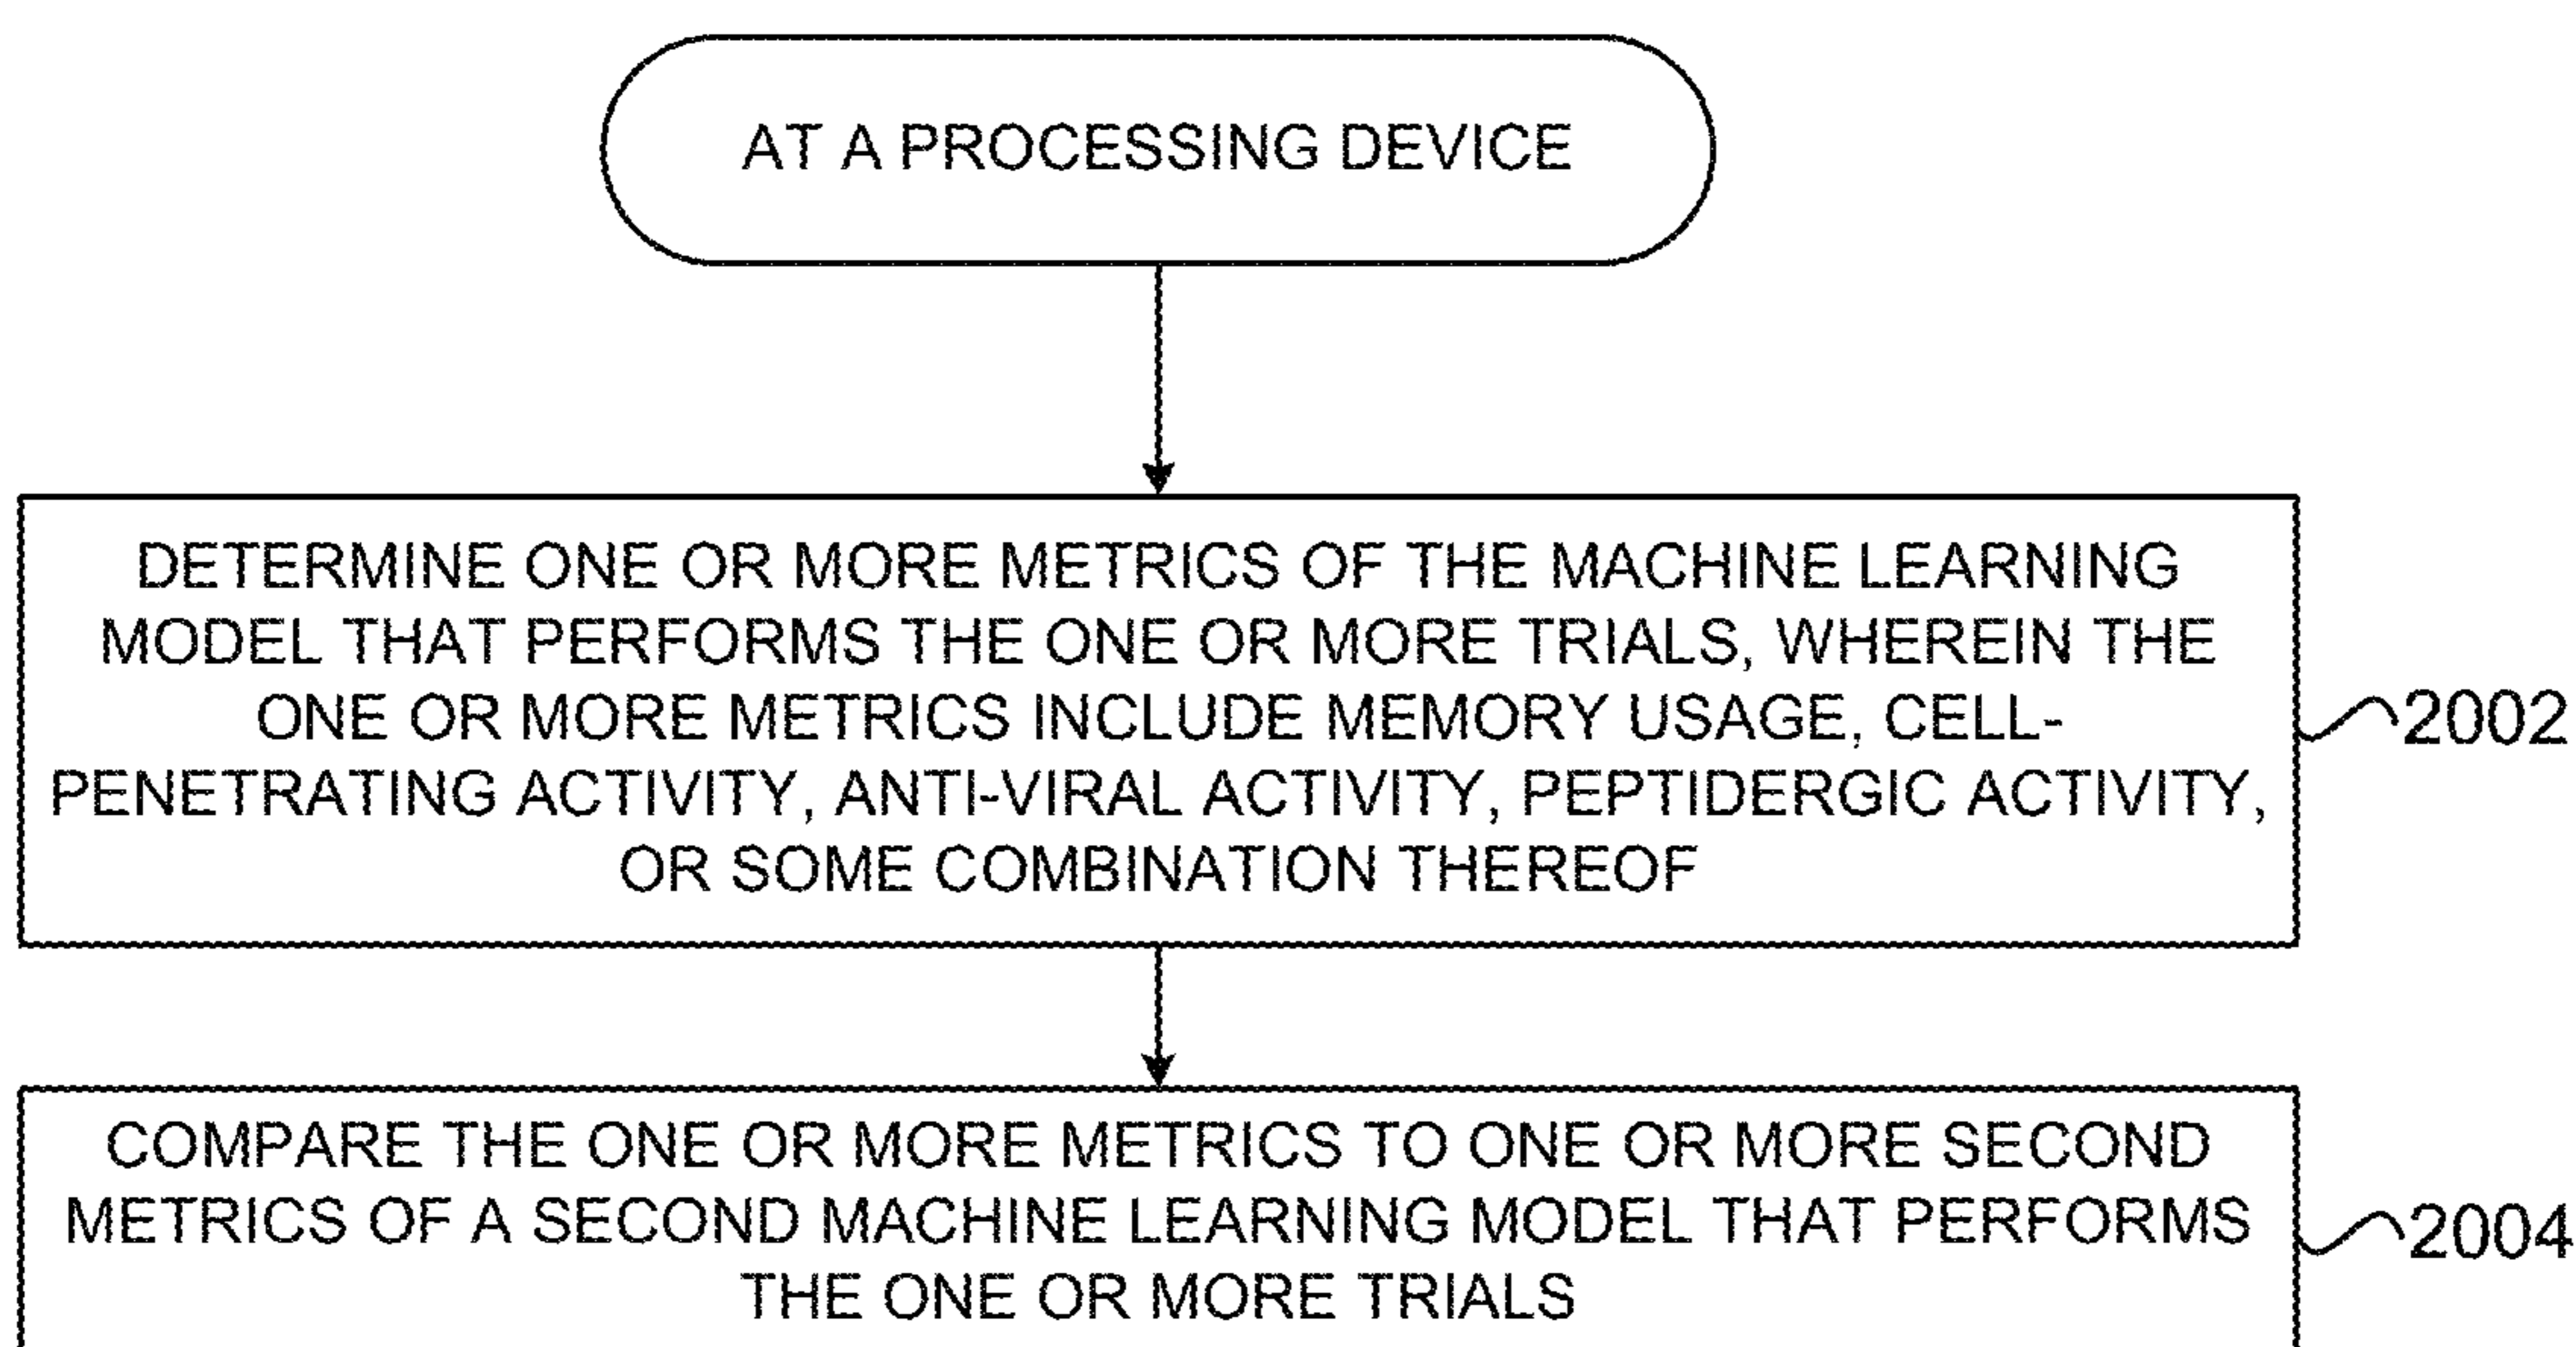 AT A PROCESSING DEVICE
DETERMINE ONE OR MORE METRICS OF THE MACHINE LEARNING
MODEL THAT PERFORMS THE ONE OR MORE TRIALS, WHEREIN THE
ONE OR MORE METRICS INCLUDE MEMORY USAGE, CELL-
PENETRATING ACTIVITY, ANTI-VIRAL ACTIVITY, PEPTIDERGIC ACTIVITY,
OR SOME COMBINATION THEREOF
2002
COMPARE THE ONE OR MORE METRICS TO ONE OR MORE SECOND
METRICS OF A SECOND MACHINE LEARNING MODEL THAT PERFORMS
THE ONE OR MORE TRIALS
2004